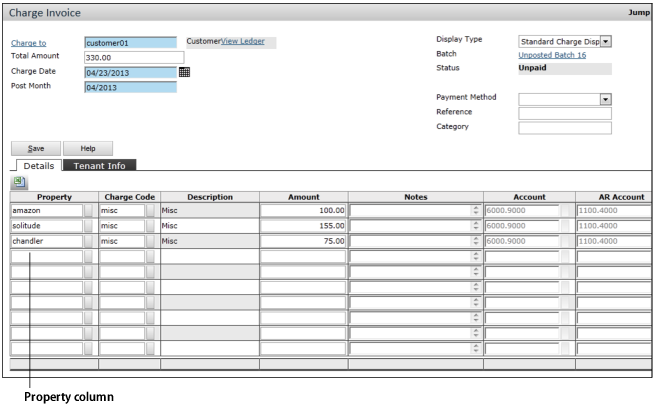 Charge Invoice Jump
Charge to customer01 CustomerView Ledger Display Type Standard Charge Disp
Total Amount 330.00 Batch Unposted Batch 16
Charge Date 04/23/2013 Status Unpaid
Post Month 04/2013
Payment Method
Reference
Category
Save Help
Details Tenant Info
Property Charge Code Description Amount Notes Account AR Account
amazon misc Misc 100.00 6000.9000 1100.4000
solitude misc Misc 155.00 6000.9000 1100.4000
chandler misc Misc 75.00 6000.9000 1100.4000
Property column